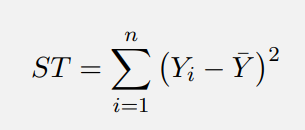 ST = \sum_{i=1}^{n} (Y_i - \bar{Y})^2